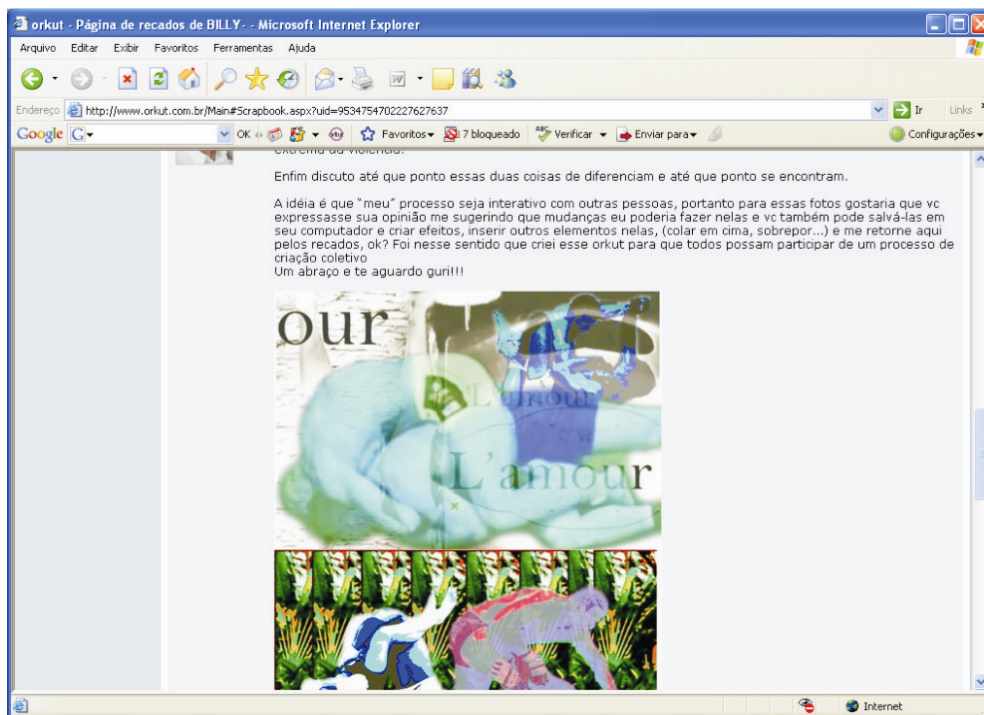 orkut - Página de recados de BILLY- - Microsoft Internet Explorer
Arquivo Editar Exibir Favoritos Ferramentas Ajuda
Endereço http://www.orkut.com.br/Main#Scrapbook.aspx?uid=9534754702227627637 Ir Links
Google G OK Favoritos 7 bloqueado ABC Verificar Enviar para Configurações
extrema da violência.
Enfim discuto até que ponto essas duas coisas de diferenciam e até que ponto se encontram.
A idéia é que “meu” processo seja interativo com outras pessoas, portanto para essas fotos gostaria que vc
expressasse sua opinião me sugerindo que mudanças eu poderia fazer nelas e vc também pode salvá-las em
seu computador e criar efeitos, inserir outros elementos nelas, (colar em cima, sobrepor...) e me retorne aqui
pelos recados, ok? Foi nesse sentido que criei esse orkut para que todos possam participar de um processo de
criação coletivo
Um abraço e te aguardo guri!!!
our
L'amour
L'amour
Internet